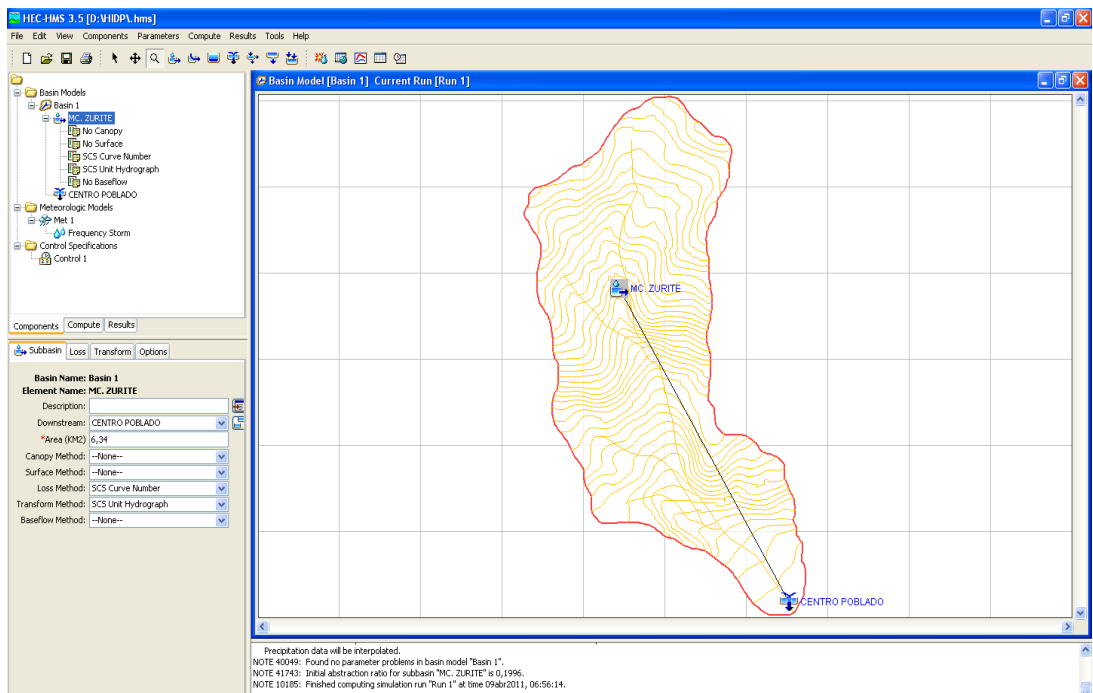 HEC-HMS 3.5 [D:\HIDP\.hms]
File Edit View Components Parameters Compute Results Tools Help
Basin Models
Basin 1
MC. ZURITE
No Canopy
No Surface
SCS Curve Number
SCS Unit Hydrograph
No Baseflow
CENTRO POBLADO
Meteorologic Models
Met 1
Frequency Storm
Control Specifications
Control 1
Components Compute Results
Subbasin Loss Transform Options
Basin Name: Basin 1
Element Name: MC. ZURITE
Description:
Downstream: CENTRO POBLADO
*Area (KM2) 6,34
Canopy Method: --None--
Surface Method: --None--
Loss Method: SCS Curve Number
Transform Method: SCS Unit Hydrograph
Baseflow Method: --None--
Basin Model [Basin 1] Current Run [Run 1]
MC. ZURITE
CENTRO POBLADO
Precipitation data will be interpolated.
NOTE 40049: Found no parameter problems in basin model "Basin 1".
NOTE 41743: Initial abstraction ratio for subbasin "MC. ZURITE" is 0,1996.
NOTE 10185: Finished computing simulation run "Run 1" at time 09abr2011, 06:56:14.